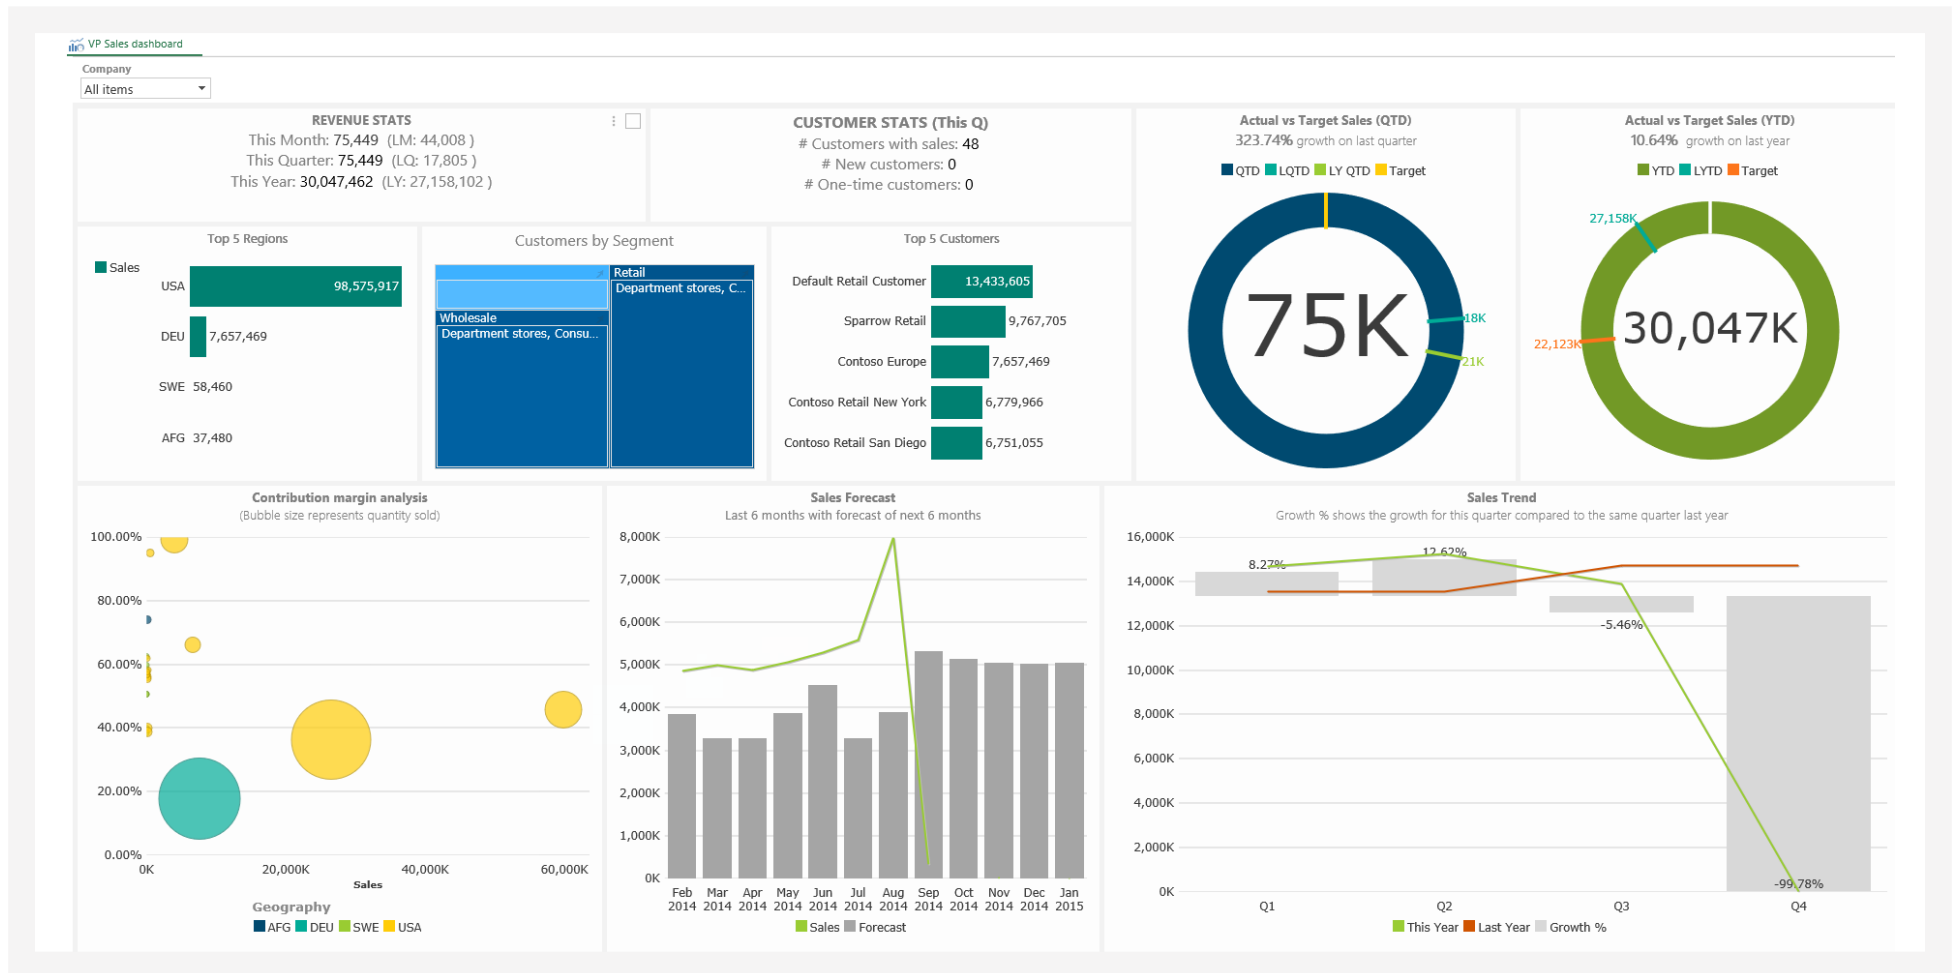 VP Sales dashboard
Company
All items
REVENUE STATS
This Month: 75,449 (LM: 44,008 )
This Quarter: 75,449 (LQ: 17,805 )
This Year: 30,047,462 (LY: 27,158,102 )
CUSTOMER STATS (This Q)
# Customers with sales: 48
# New customers: 0
# One-time customers: 0
Actual vs Target Sales (QTD)
323.74% growth on last quarter
QTD LQTD LY QTD Target
75K
18K
21K
Actual vs Target Sales (YTD)
10.64% growth on last year
YTD LYTD Target
27,158K
22,123K
30,047K
Top 5 Regions
Sales
USA 98,575,917
DEU 7,657,469
SWE 58,460
AFG 37,480
Customers by Segment
Retail
Department stores, C...
Wholesale
Department stores, Consu...
Top 5 Customers
Default Retail Customer 13,433,605
Sparrow Retail 9,767,705
Contoso Europe 7,657,469
Contoso Retail New York 6,779,966
Contoso Retail San Diego 6,751,055
Contribution margin analysis
(Bubble size represents quantity sold)
100.00%
80.00%
60.00%
40.00%
20.00%
0.00%
0K 20,000K 40,000K 60,000K
Sales
Geography
AFG DEU SWE USA
Sales Forecast
Last 6 months with forecast of next 6 months
8,000K
7,000K
6,000K
5,000K
4,000K
3,000K
2,000K
1,000K
0K
Feb Mar Apr May Jun Jul Aug Sep Oct Nov Dec Jan
2014 2014 2014 2014 2014 2014 2014 2014 2014 2014 2014 2015
Sales Forecast
Sales Trend
Growth % shows the growth for this quarter compared to the same quarter last year
16,000K
14,000K
12,000K
10,000K
8,000K
6,000K
4,000K
2,000K
0K
8.27%
12.62%
-5.46%
-99.78%
Q1 Q2 Q3 Q4
This Year Last Year Growth %